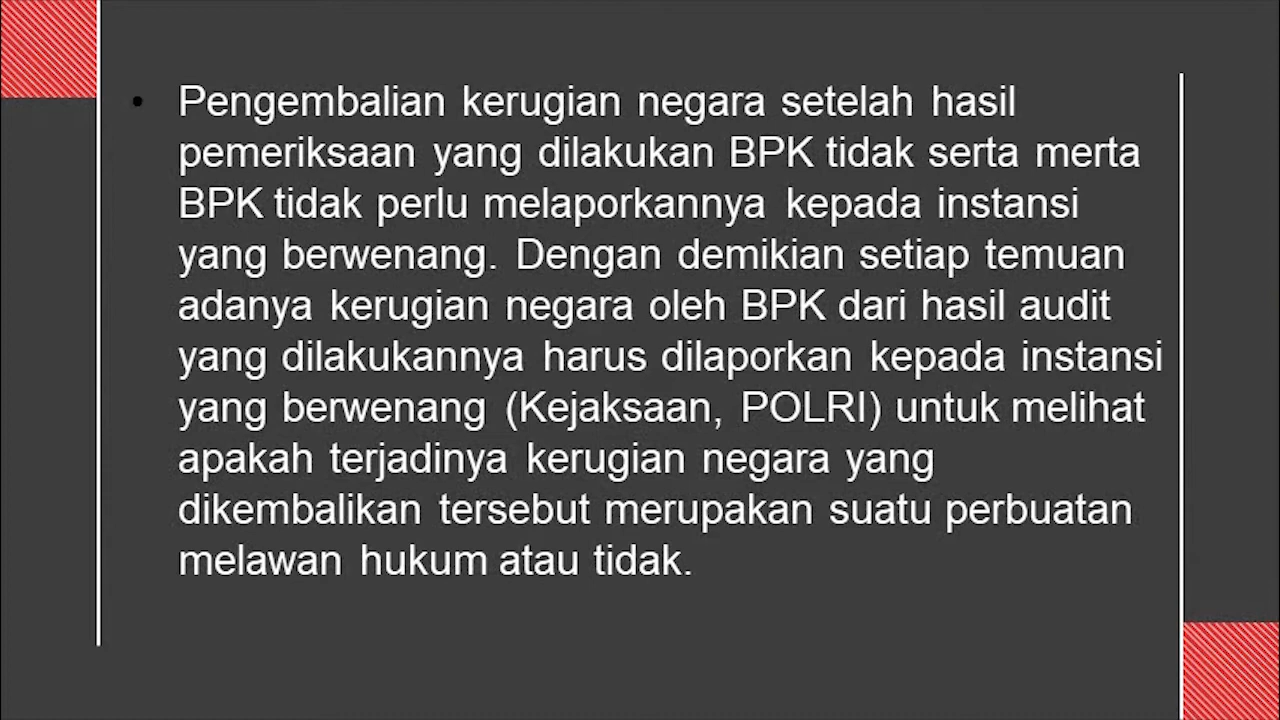 • Pengembalian kerugian negara setelah hasil
pemeriksaan yang dilakukan BPK tidak serta merta
BPK tidak perlu melaporkannya kepada instansi
yang berwenang. Dengan demikian setiap temuan
adanya kerugian negara oleh BPK dari hasil audit
yang dilakukannya harus dilaporkan kepada instansi
yang berwenang (Kejaksaan, POLRI) untuk melihat
apakah terjadinya kerugian negara yang
dikembalikan tersebut merupakan suatu perbuatan
melawan hukum atau tidak.